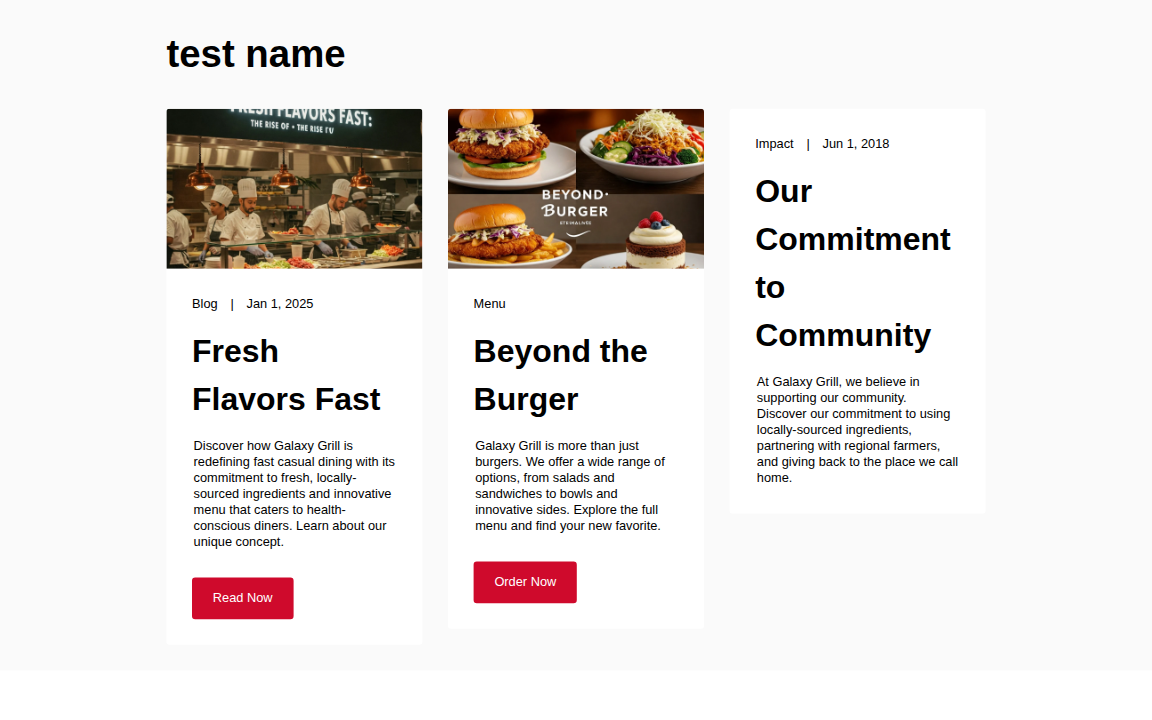 test name
FRESH FLAVORS FAST:
THE RISE OF • THE RISE
Blog | Jan 1, 2025
Fresh
Flavors Fast
Discover how Galaxy Grill is
redefining fast casual dining with its
commitment to fresh, locally-
sourced ingredients and innovative
menu that caters to health-
conscious diners. Learn about our
unique concept.
Read Now
BEYOND•
BURGER
Menu
Beyond the
Burger
Galaxy Grill is more than just
burgers. We offer a wide range of
options, from salads and
sandwiches to bowls and
innovative sides. Explore the full
menu and find your new favorite.
Order Now
Impact | Jun 1, 2018
Our
Commitment
to
Community
At Galaxy Grill, we believe in
supporting our community.
Discover our commitment to using
locally-sourced ingredients,
partnering with regional farmers,
and giving back to the place we call
home.